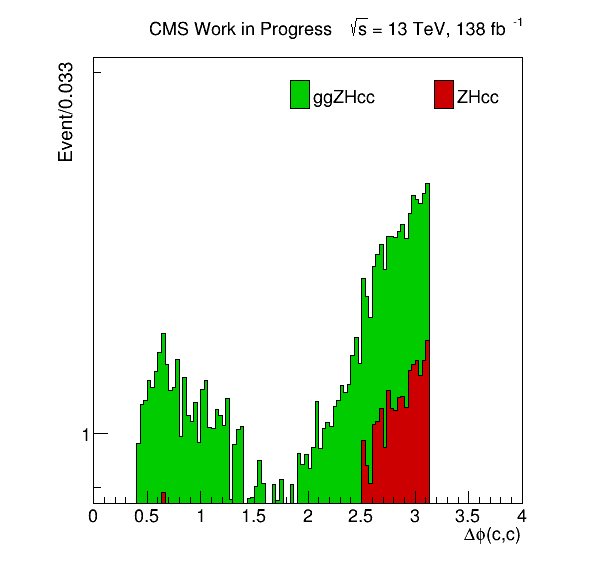 CMS Work in Progress √s = 13 TeV, 138 fb⁻¹
Event/0.033
ggZHcc ZHcc
1
0 0.5 1 1.5 2 2.5 3 3.5 4
Δϕ(c,c)